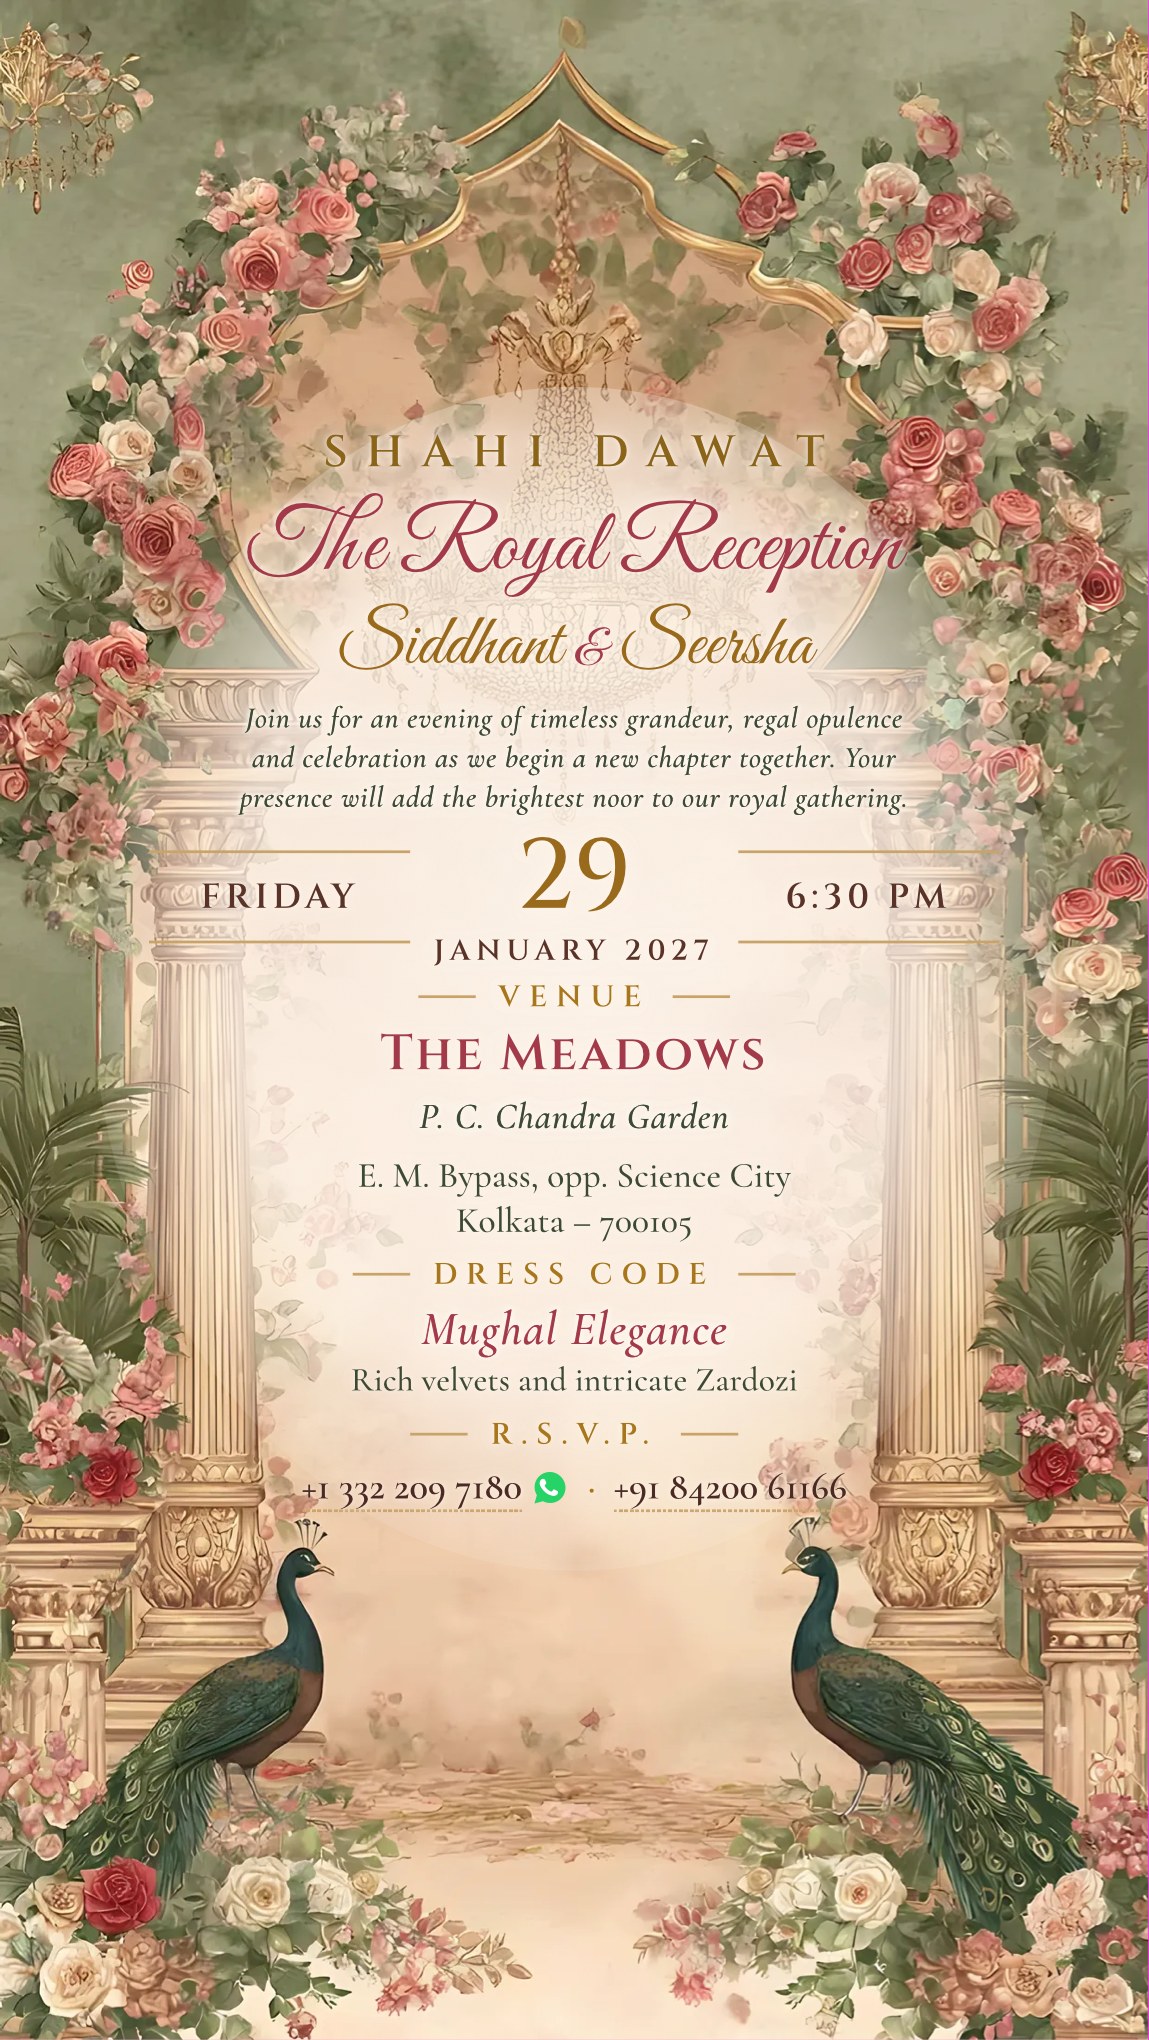 SHAHI DAWAT
The Royal Reception
Siddhant & Seersha
Join us for an evening of timeless grandeur, regal opulence
and celebration as we begin a new chapter together. Your
presence will add the brightest noor to our royal gathering.
FRIDAY
29
6:30 PM
JANUARY 2027
VENUE
THE MEADOWS
P. C. Chandra Garden
E. M. Bypass, opp. Science City
Kolkata – 700105
DRESS CODE
Mughal Elegance
Rich velvets and intricate Zardozi
R.S.V.P.
+1 332 209 7180 · +91 84200 61166